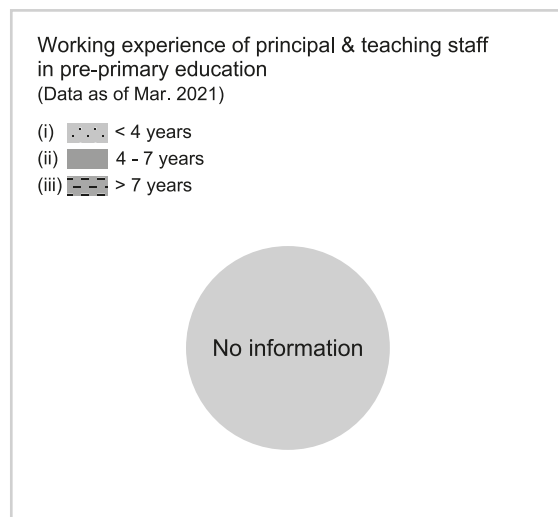 Working experience of principal & teaching staff
in pre-primary education
(Data as of Mar. 2021)
(i) < 4 years
(ii) 4 - 7 years
(iii) > 7 years
No information